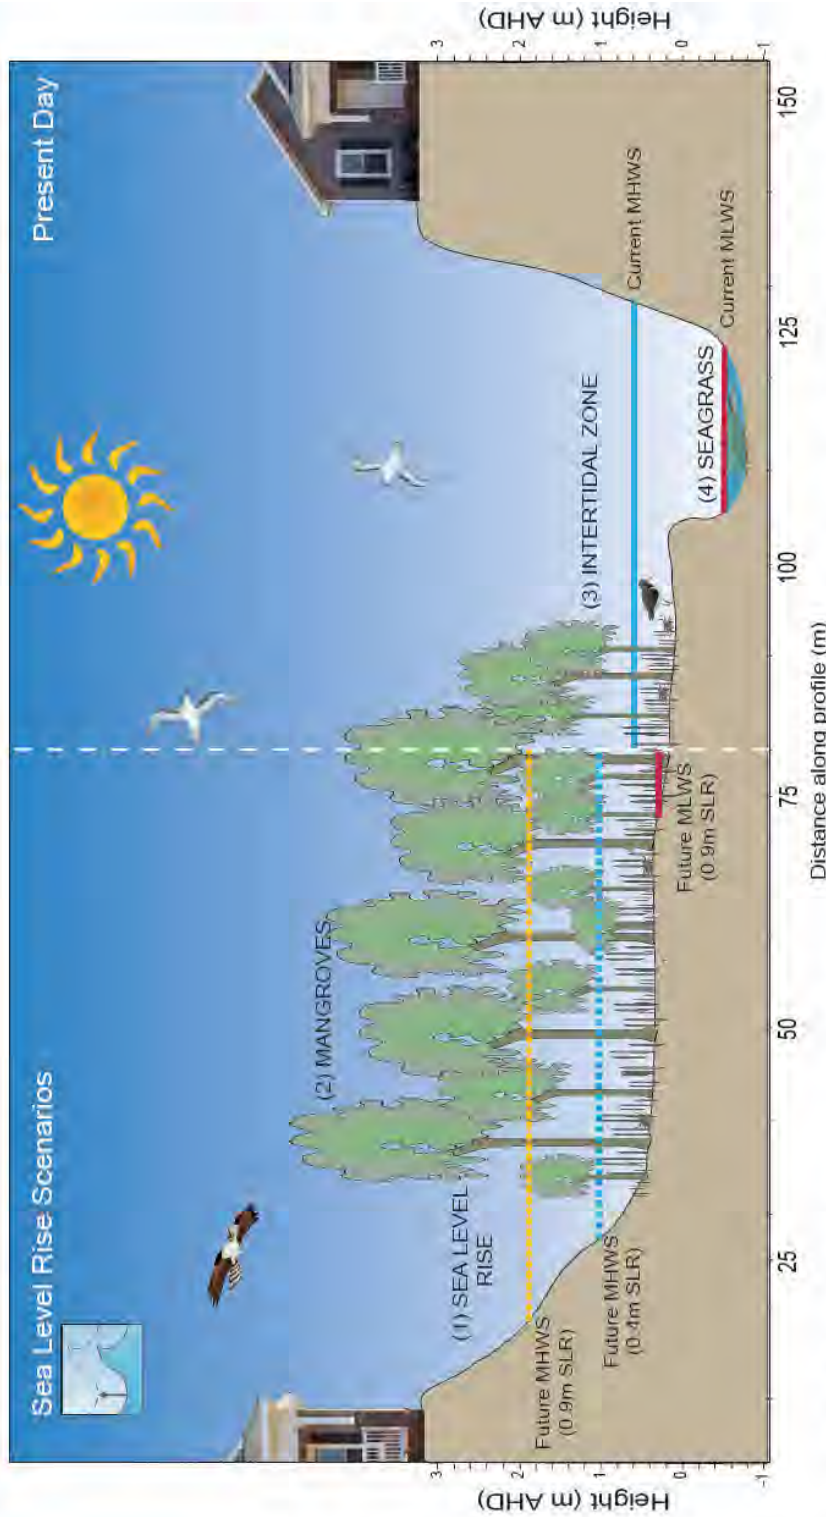 Sea Level Rise Scenarios
Present Day
(2) MANGROVES
(1) SEA LEVEL
RISE
(3) INTERTIDAL ZONE
Current MHWS
(4) SEAGRASS
Current MLWS
Future MHWS
(0.9m SLR)
Future MHWS
(0.4m SLR)
Future MLWS
(0.9m SLR)
Height (m AHD)
3
2
1
0
-1
Height (m AHD)
3
2
1
0
-1
25
50
75
100
125
150
Distance along profile (m)